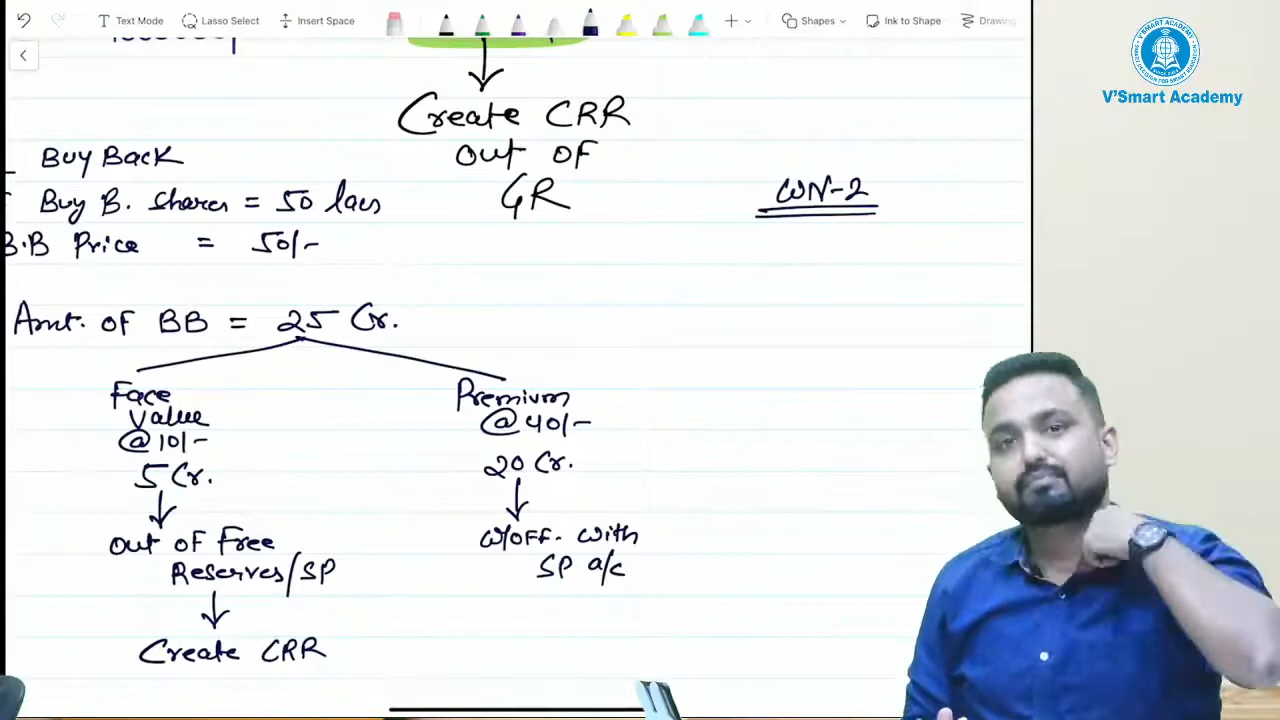 Text Mode
Lasso Select
Insert Space
Shapes
Ink to Shape
Drawing
V'Smart Academy
Create CRR
out of
GR
Buy Back
Buy B. Shares = 50 lacs
B.B Price = 50/-
WN-2
Amt. of BB = 25 Cr.
Face
Value
@ 10/-
5 Cr.
Out of Free
Reserves/SP
Create CRR
Premium
@ 40/-
20 Cr.
W/off. With
SP a/c